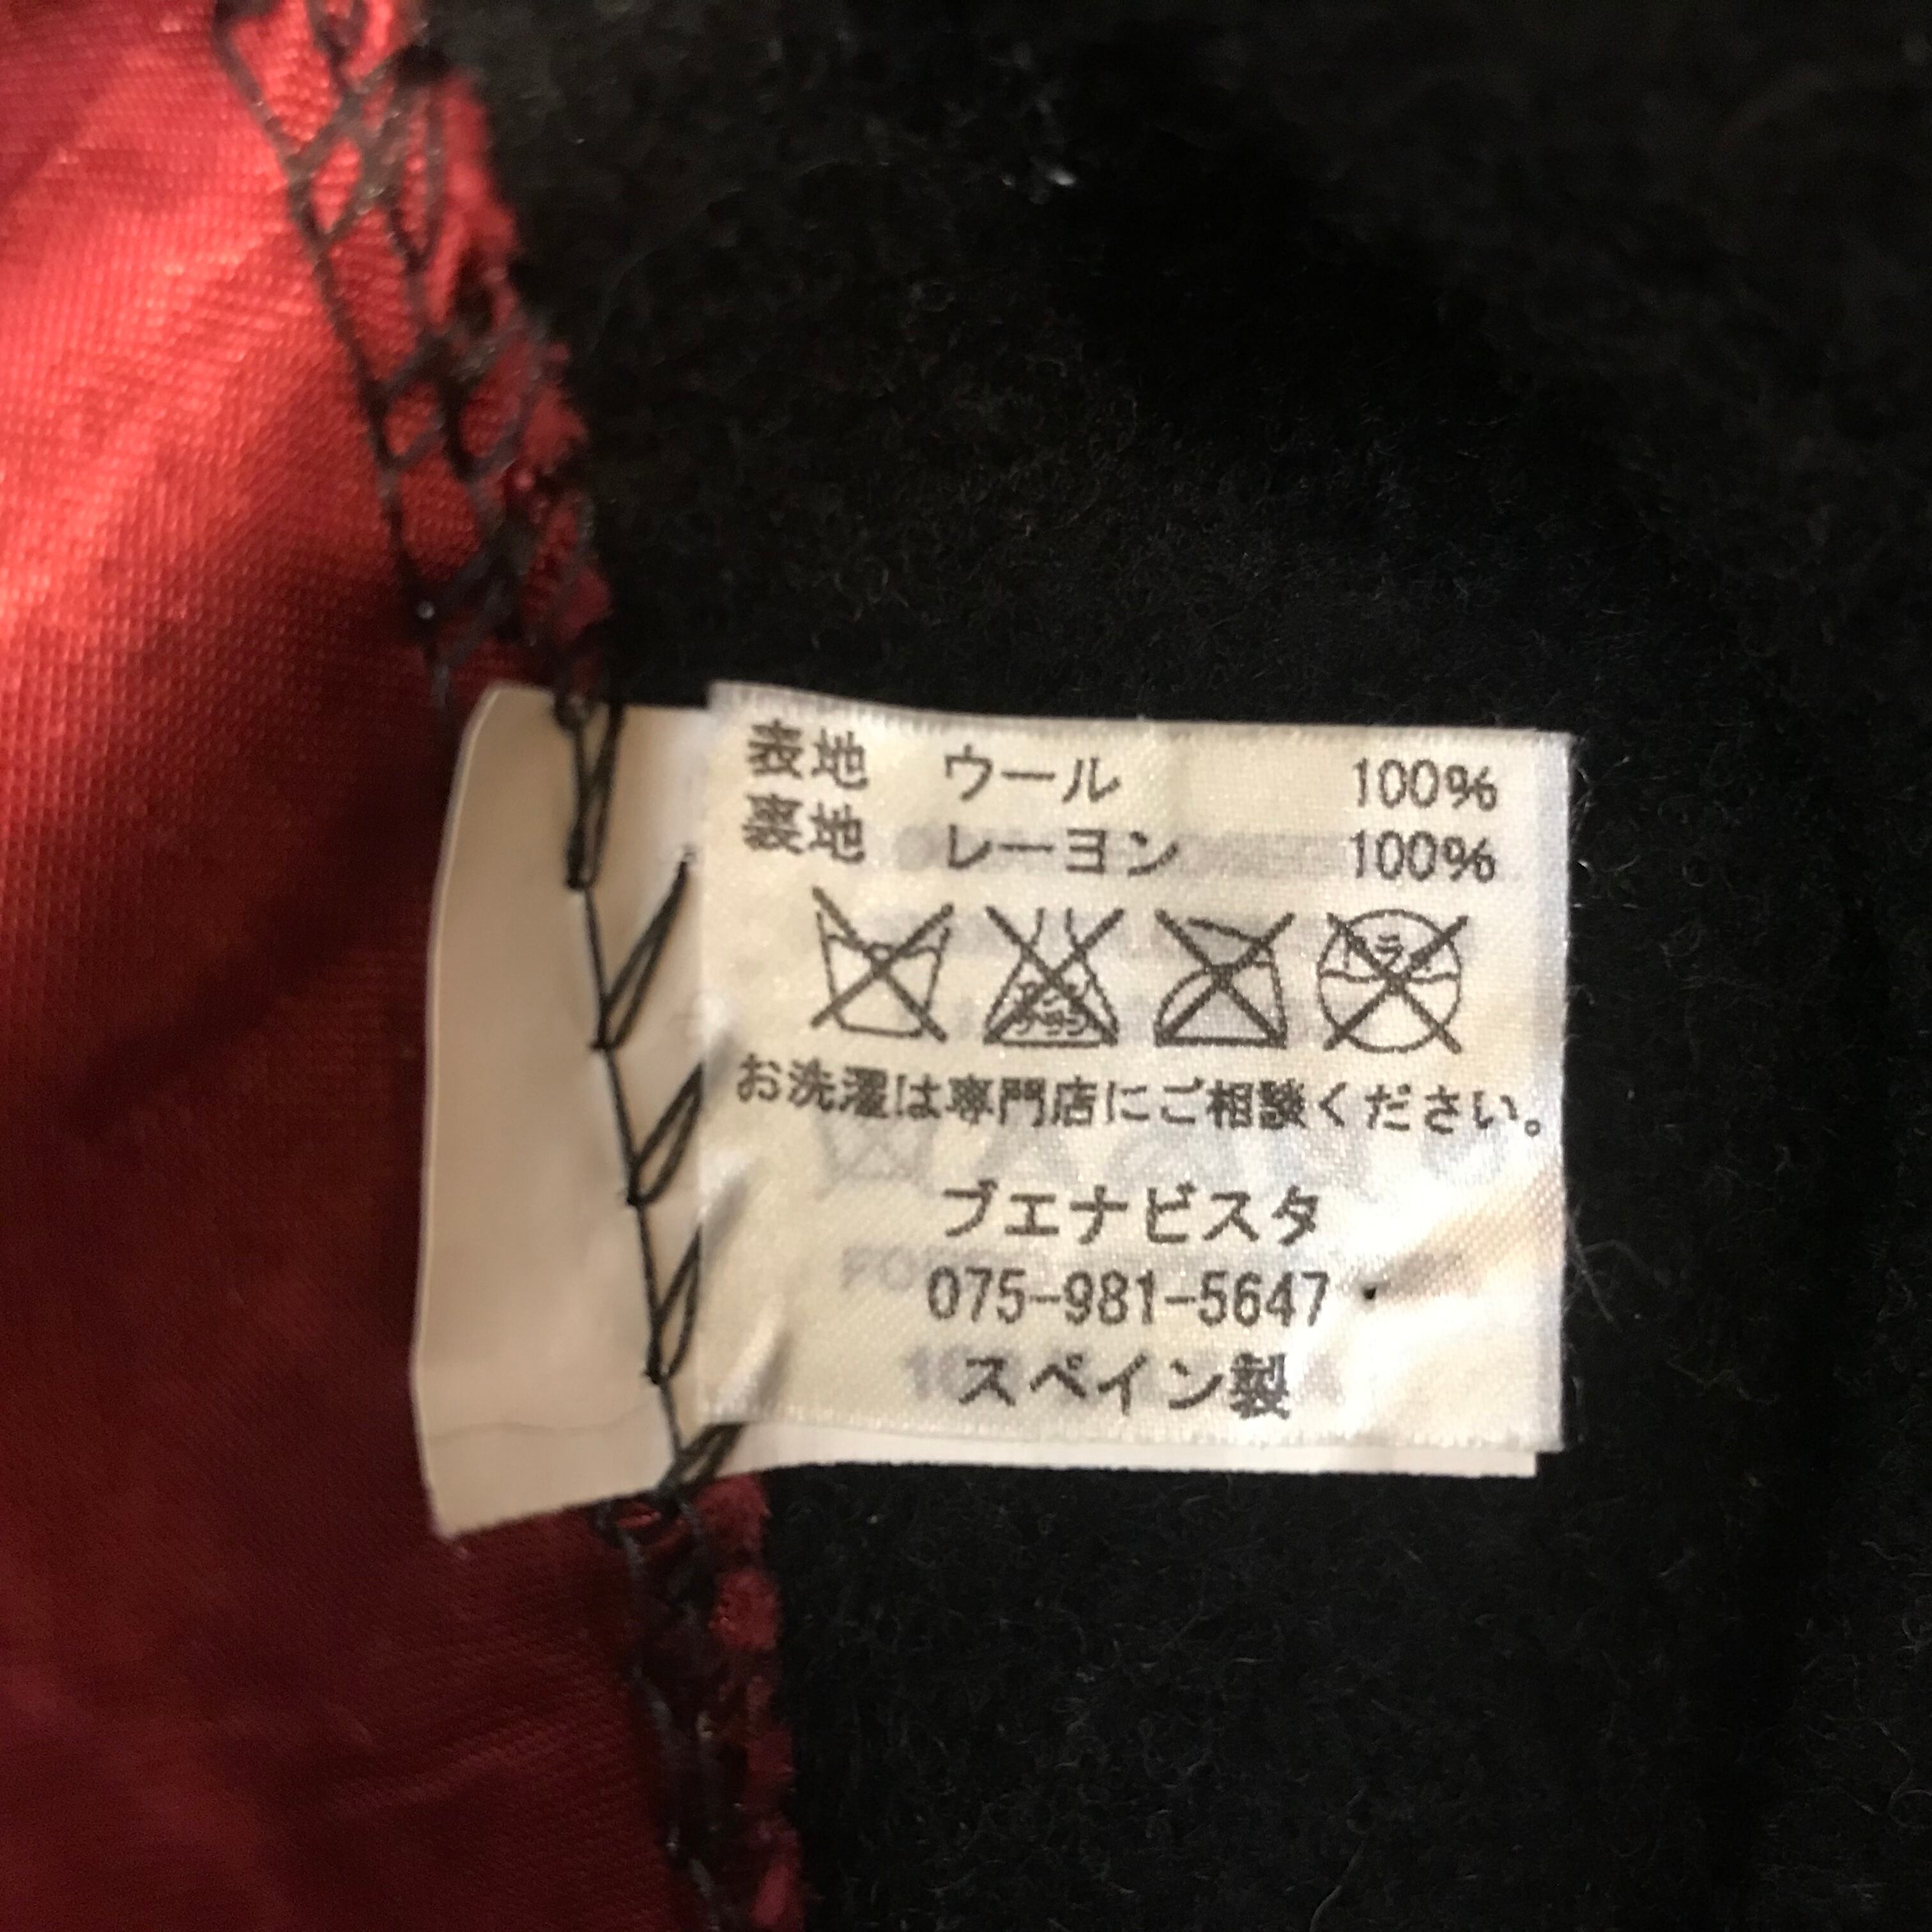 表地 ウール 100%
裏地 レーヨン 100%
お洗濯は専門店にご相談ください。
ブエナビスタ
075-981-5647
スペイン製